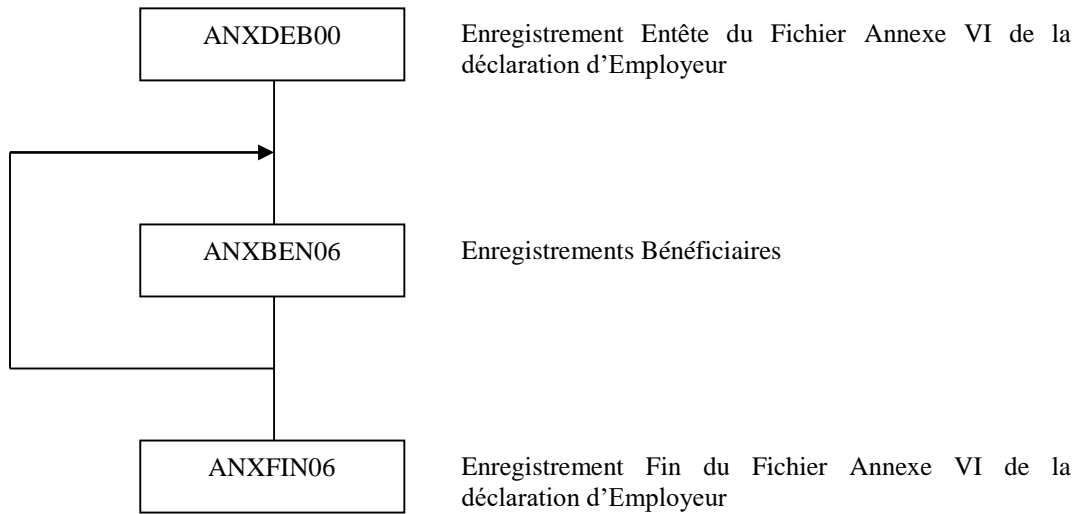 ANXDEB00
Enregistrement Entête du Fichier Annexe VI de la
déclaration d’Employeur
ANXBEN06
Enregistrements Bénéficiaires
ANXFIN06
Enregistrement Fin du Fichier Annexe VI de la
déclaration d’Employeur